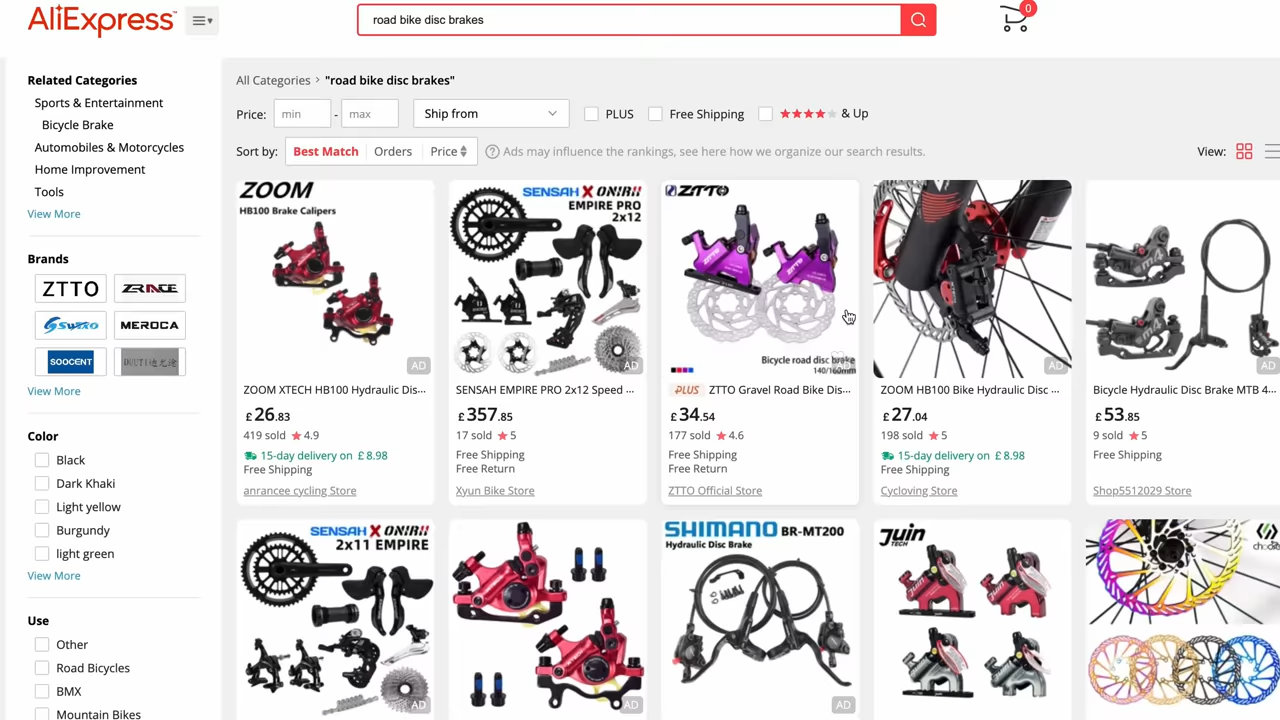 AliExpress
road bike disc brakes
0
Related Categories
Sports & Entertainment
Bicycle Brake
Automobiles & Motorcycles
Home Improvement
Tools
View More
Brands
ZTTO
ZRACE
SWTXO
MEROCA
SOOCENT
View More
Color
Black
Dark Khaki
Light yellow
Burgundy
light green
View More
Use
Other
Road Bicycles
BMX
Mountain Bikes
All Categories > "road bike disc brakes"
Price: min - max Ship from PLUS Free Shipping & Up
Sort by: Best Match Orders Price ? Ads may influence the rankings, see here how we organize our search results.
View:
ZOOM
HB100 Brake Calipers
AD
ZOOM XTECH HB100 Hydraulic Dis...
£ 26.83
419 sold ★ 4.9
15-day delivery on £ 8.98
Free Shipping
anrancee cycling Store
SENSAH X ONIRII
EMPIRE PRO
2x12
AD
SENSAH EMPIRE PRO 2x12 Speed ...
£ 357.85
17 sold ★ 5
Free Shipping
Free Return
Xyun Bike Store
ZTTO
ZTTO
ZTTO
Bicycle road disc brake
140/160mm
AD
PLUS ZTTO Gravel Road Bike Dis...
£ 34.54
177 sold ★ 4.6
Free Shipping
Free Return
ZTTO Official Store
AD
ZOOM HB100 Bike Hydraulic Disc ...
£ 27.04
198 sold ★ 5
15-day delivery on £ 8.98
Free Shipping
Cycloving Store
AD
Bicycle Hydraulic Disc Brake MTB 4...
£ 53.85
9 sold ★ 5
Free Shipping
Shop5512029 Store
SENSAH X ONIRII
2x11 EMPIRE
AD
AD
SHIMANO BR-MT200
Hydraulic Disc Brake
AD
Juin
TECH